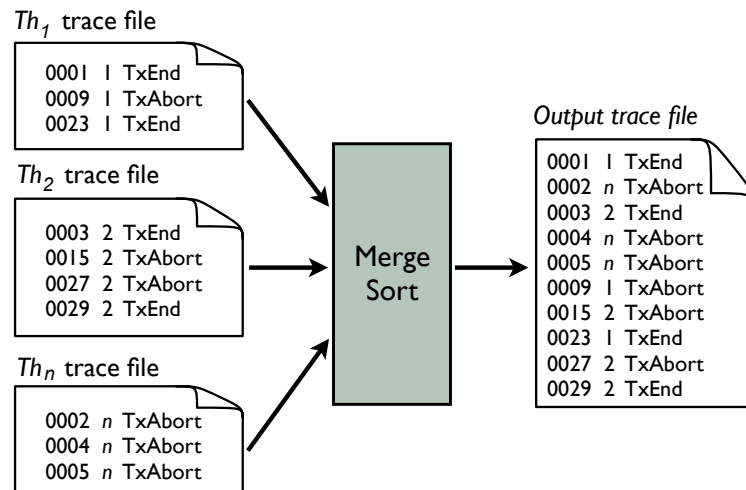 Th1 trace file
0001 1 TxEnd
0009 1 TxAbort
0023 1 TxEnd
Th2 trace file
0003 2 TxEnd
0015 2 TxAbort
0027 2 TxAbort
0029 2 TxEnd
Thn trace file
0002 n TxAbort
0004 n TxAbort
0005 n TxAbort
Merge
Sort
Output trace file
0001 1 TxEnd
0002 n TxAbort
0003 2 TxEnd
0004 n TxAbort
0005 n TxAbort
0009 1 TxAbort
0015 2 TxAbort
0023 1 TxEnd
0027 2 TxAbort
0029 2 TxEnd